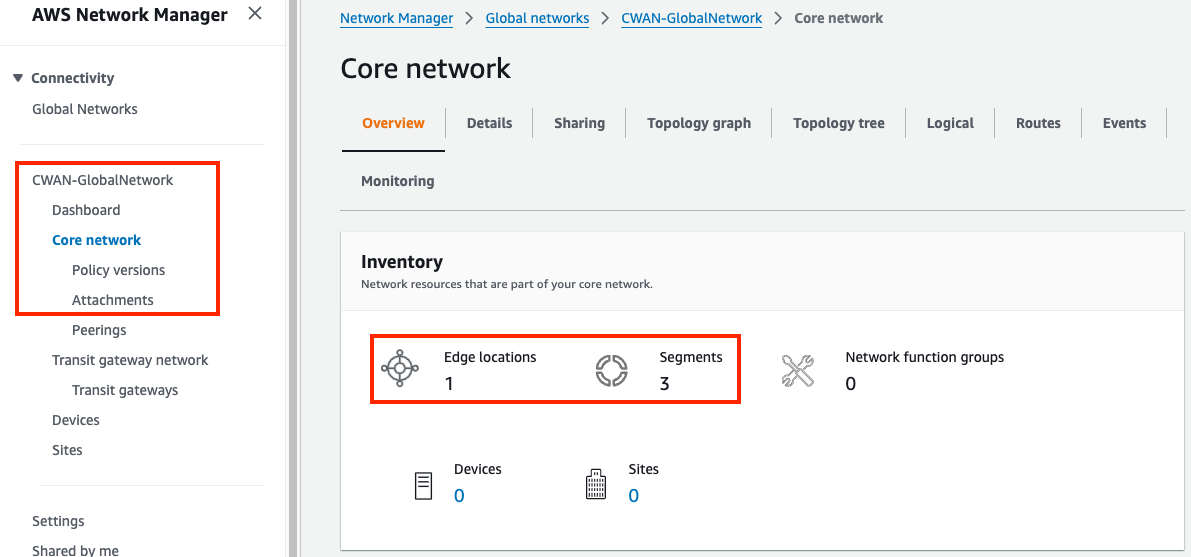 AWS Network Manager
Connectivity
Global Networks
CWAN-GlobalNetwork
Dashboard
Core network
Policy versions
Attachments
Peerings
Transit gateway network
Transit gateways
Devices
Sites
Settings
Shared by me
Network Manager > Global networks > CWAN-GlobalNetwork > Core network
Core network
Overview Details Sharing Topology graph Topology tree Logical Routes Events
Monitoring
Inventory
Network resources that are part of your core network.
Edge locations Segments Network function groups
1 3 0
Devices Sites
0 0